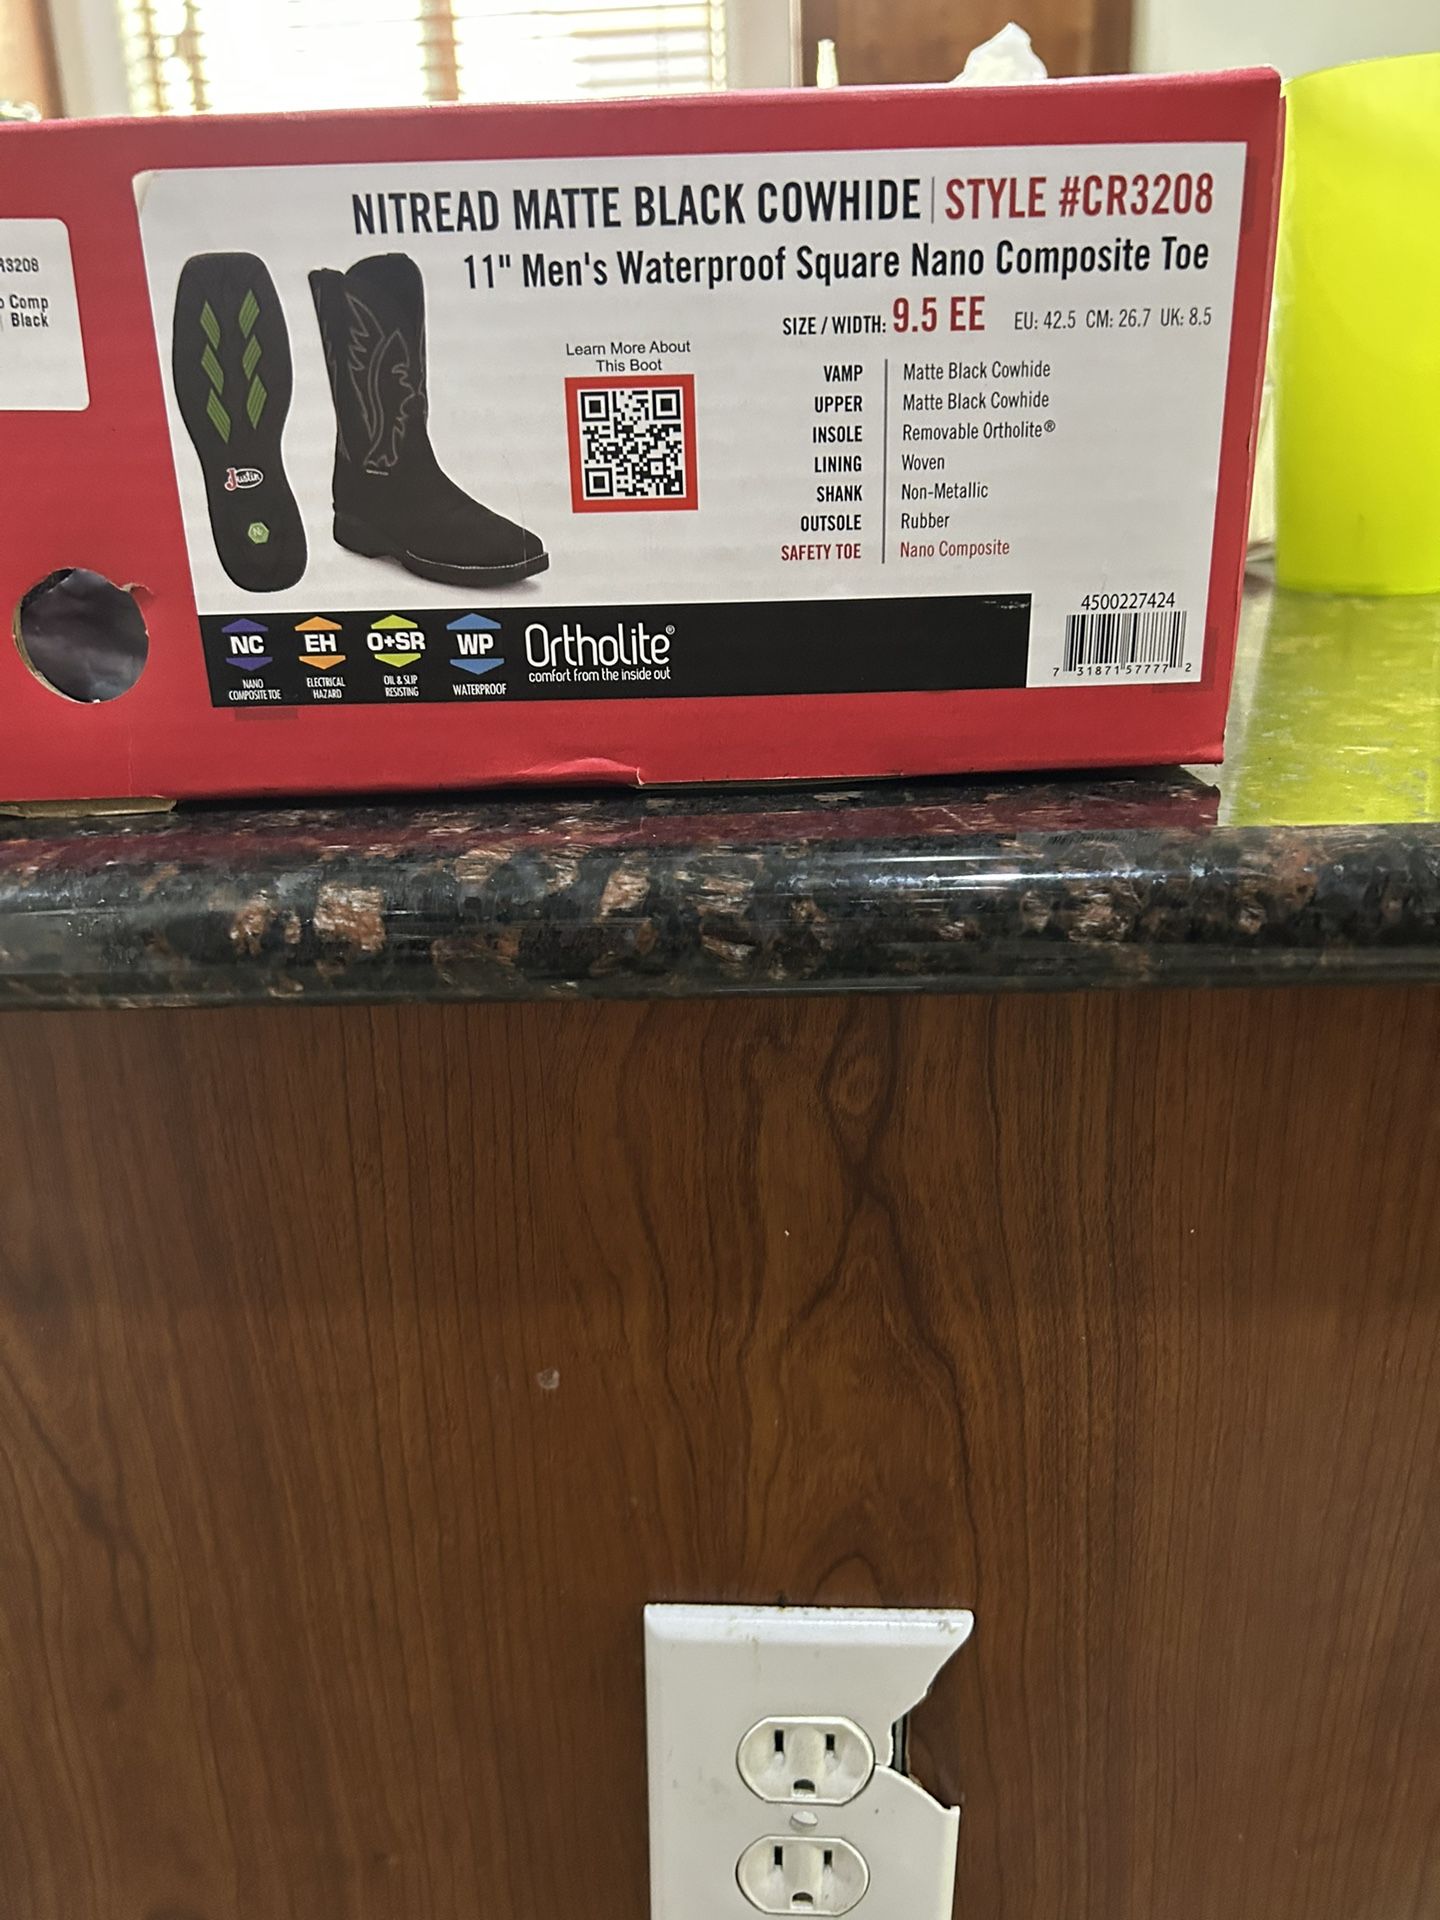 NITREAD MATTE BLACK COWHIDE | STYLE #CR3208
11" Men's Waterproof Square Nano Composite Toe
SIZE / WIDTH: 9.5 EE EU: 42.5 CM: 26.7 UK: 8.5
Learn More About
This Boot
VAMP Matte Black Cowhide
UPPER Matte Black Cowhide
INSOLE Removable Ortholite®
LINING Woven
SHANK Non-Metallic
OUTSOLE Rubber
SAFETY TOE Nano Composite
Justin
N
3208
Comp
Black
NC
NANO
COMPOSITE TOE
EH
ELECTRICAL
HAZARD
O+SR
OIL & SLIP
RESISTING
WP
WATERPROOF
Ortholite®
comfort from the inside out
4500227424
7 31871 57777 2